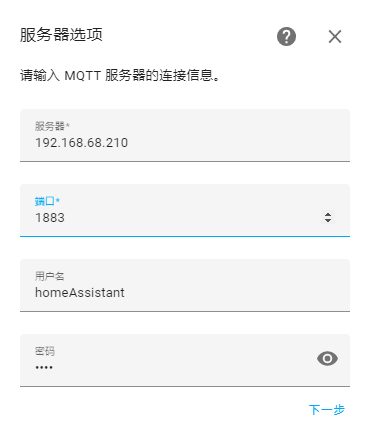 服务器选项
请输入 MQTT 服务器的连接信息。
服务器*
192.168.68.210
端口*
1883
用户名
homeAssistant
密码
••••
下一步